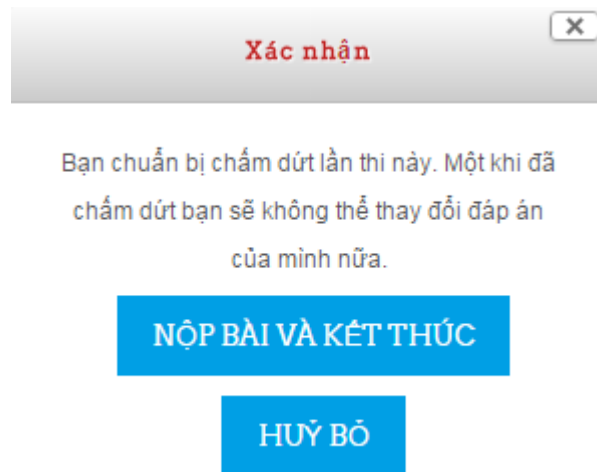 Xác nhận
Bạn chuẩn bị chấm dứt lần thi này. Một khi đã
chấm dứt bạn sẽ không thể thay đổi đáp án
của mình nữa.
NỘP BÀI VÀ KẾT THÚC
HUỶ BỎ